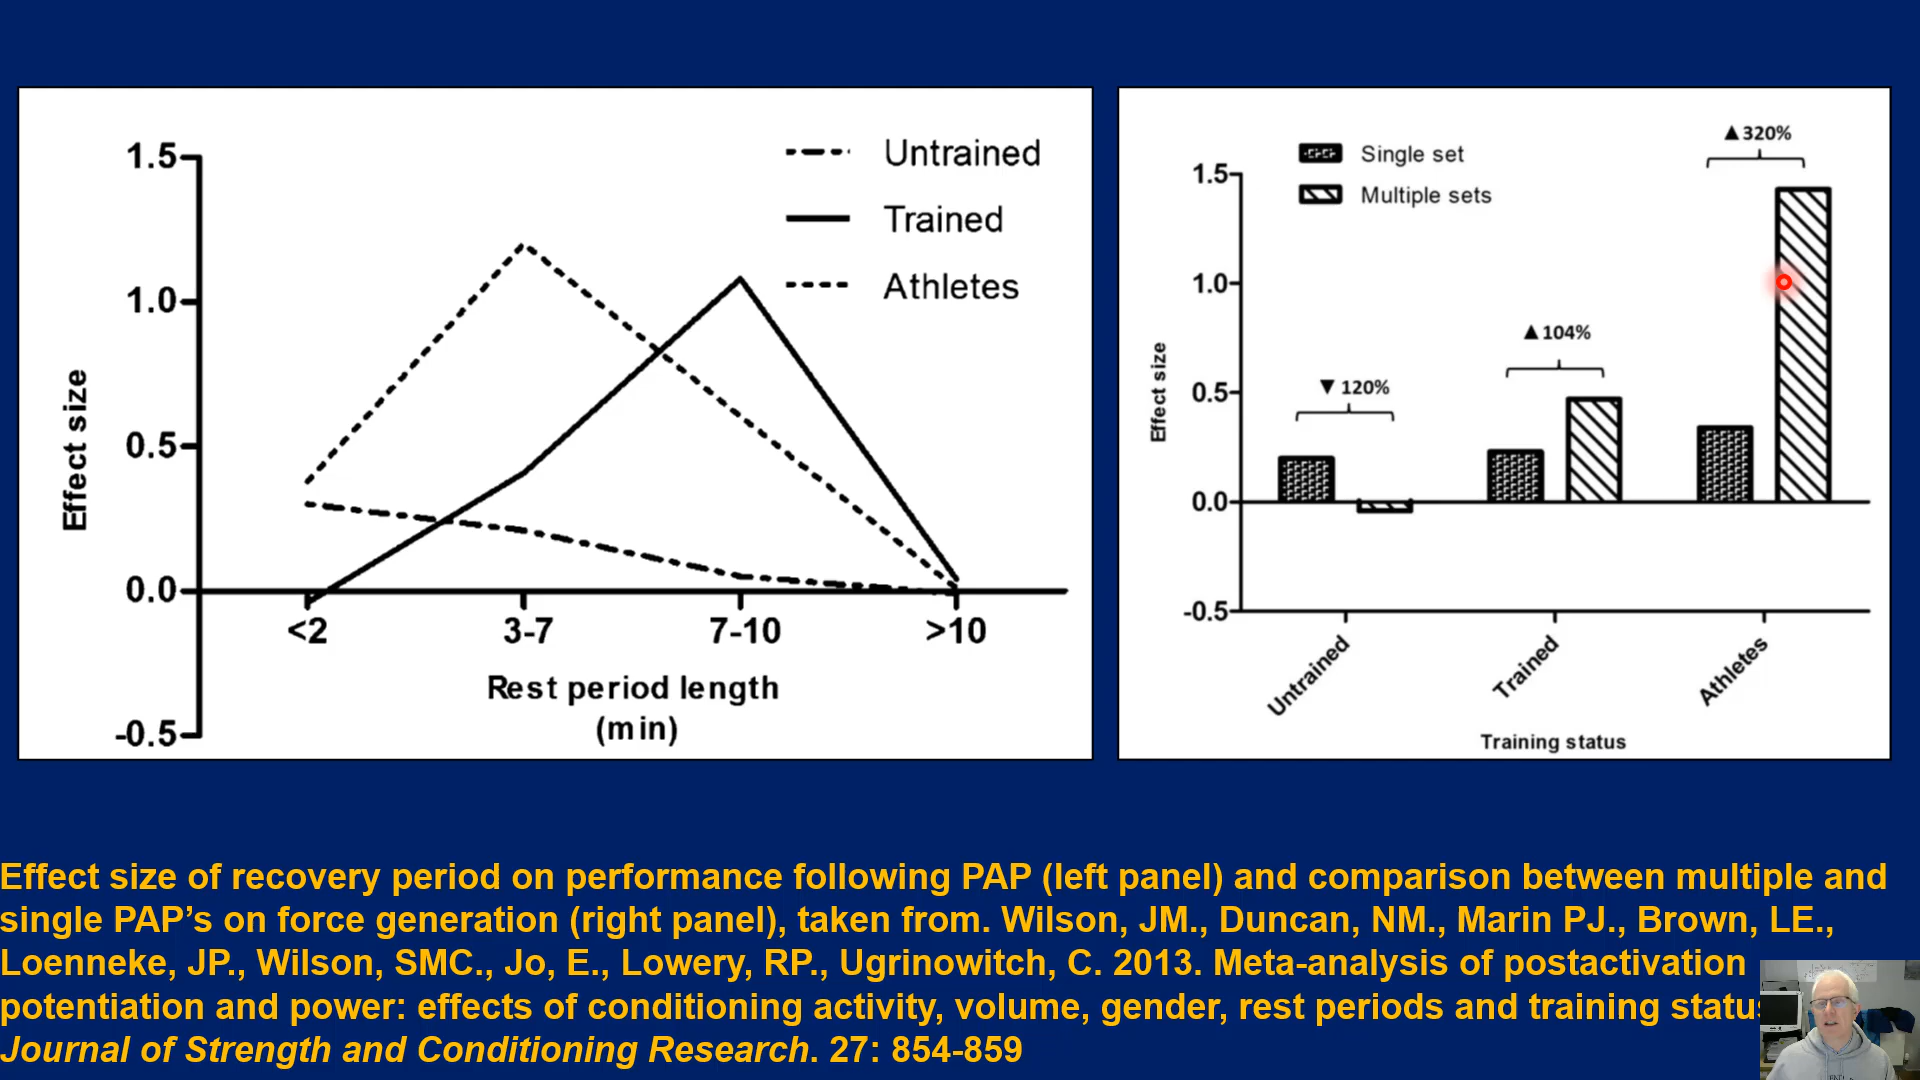 1.5
1.0
0.5
0.0
-0.5
Effect size
Untrained
Trained
Athletes
<2
3-7
7-10
>10
Rest period length
(min)
Single set
Multiple sets
▲320%
▲104%
▼ 120%
1.5
1.0
0.5
0.0
-0.5
Effect size
Untrained
Trained
Athletes
Training status
Effect size of recovery period on performance following PAP (left panel) and comparison between multiple and
single PAP’s on force generation (right panel), taken from. Wilson, JM., Duncan, NM., Marin PJ., Brown, LE.,
Loenneke, JP., Wilson, SMC., Jo, E., Lowery, RP., Ugrinowitch, C. 2013. Meta-analysis of postactivation
potentiation and power: effects of conditioning activity, volume, gender, rest periods and training status
Journal of Strength and Conditioning Research. 27: 854-859